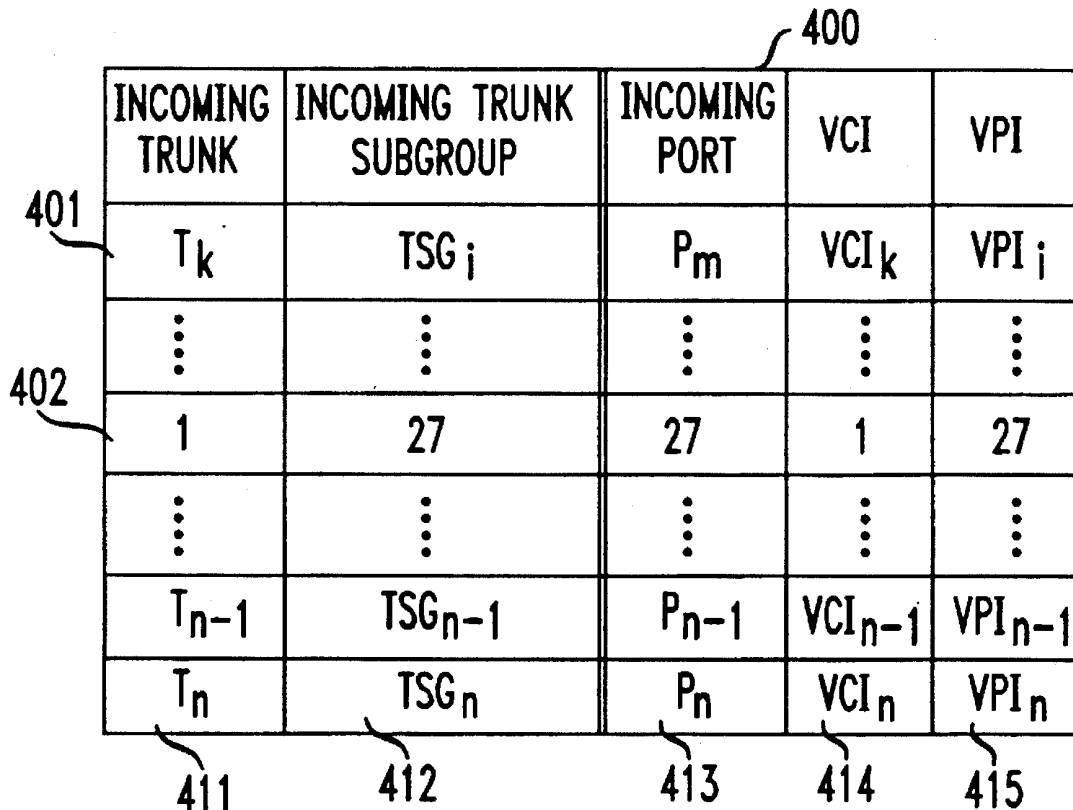 400
INCOMING TRUNK | INCOMING TRUNK SUBGROUP | INCOMING PORT | VCI | VPI
401
T_k | TSG_i | P_m | VCI_k | VPI_i
402
1 | 27 | 27 | 1 | 27
T_n-1 | TSG_n-1 | P_n-1 | VCI_n-1 | VPI_n-1
T_n | TSG_n | P_n | VCI_n | VPI_n
411 412 413 414 415